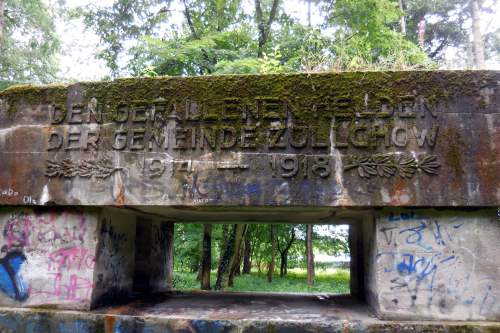 DEN GEFALLENEN HELDEN
DER GEMEINDE ZÜLLCHOW
1914 — 1918